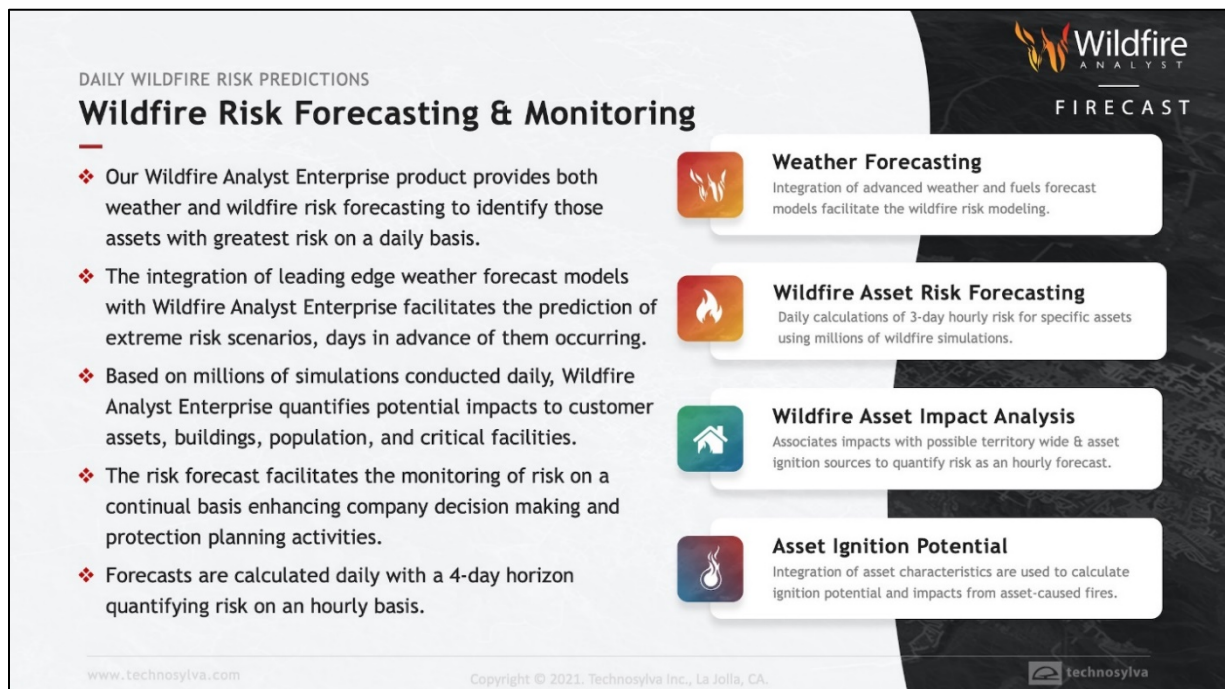 DAILY WILDFIRE RISK PREDICTIONS
Wildfire Risk Forecasting & Monitoring
❖ Our Wildfire Analyst Enterprise product provides both
weather and wildfire risk forecasting to identify those
assets with greatest risk on a daily basis.
❖ The integration of leading edge weather forecast models
with Wildfire Analyst Enterprise facilitates the prediction of
extreme risk scenarios, days in advance of them occurring.
❖ Based on millions of simulations conducted daily, Wildfire
Analyst Enterprise quantifies potential impacts to customer
assets, buildings, population, and critical facilities.
❖ The risk forecast facilitates the monitoring of risk on a
continual basis enhancing company decision making and
protection planning activities.
❖ Forecasts are calculated daily with a 4-day horizon
quantifying risk on an hourly basis.
Wildfire
ANALYST
FIRECAST
Weather Forecasting
Integration of advanced weather and fuels forecast
models facilitate the wildfire risk modeling.
Wildfire Asset Risk Forecasting
Daily calculations of 3-day hourly risk for specific assets
using millions of wildfire simulations.
Wildfire Asset Impact Analysis
Associates impacts with possible territory wide & asset
ignition sources to quantify risk as an hourly forecast.
Asset Ignition Potential
Integration of asset characteristics are used to calculate
ignition potential and impacts from asset-caused fires.
www.technosylva.com
Copyright © 2021. Technosylva Inc., La Jolla, CA.
technosylva